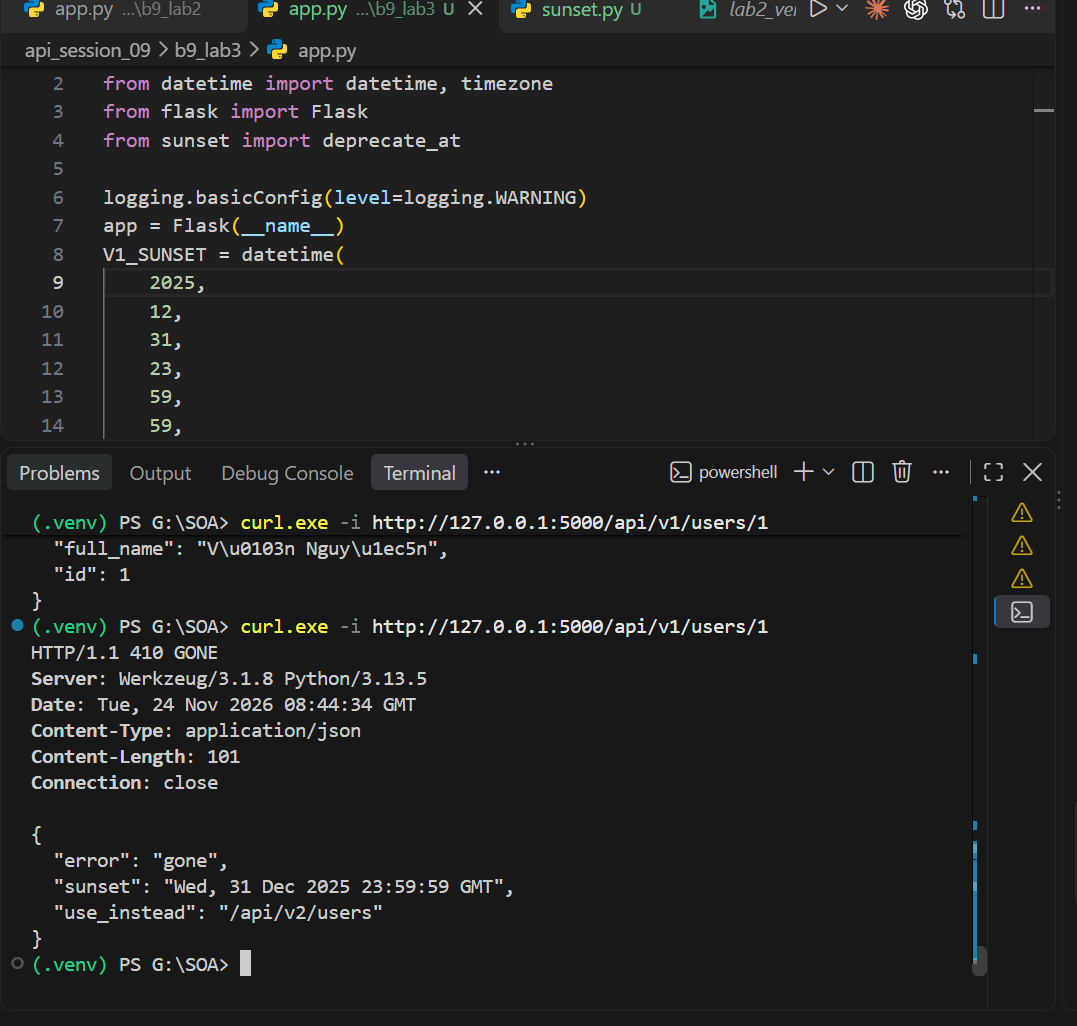 app.py ...\b9_lab2
app.py ...\b9_lab3 U
sunset.py U
api_session_09 > b9_lab3 > app.py
2 from datetime import datetime, timezone
3 from flask import Flask
4 from sunset import deprecate_at
5
6 logging.basicConfig(level=logging.WARNING)
7 app = Flask(__name__)
8 V1_SUNSET = datetime(
9 2025,
10 12,
11 31,
12 23,
13 59,
14 59,
Problems Output Debug Console Terminal ... powershell
(.venv) PS G:\SOA> curl.exe -i http://127.0.0.1:5000/api/v1/users/1
"full_name": "V\u0103n Nguy\u1ec5n",
"id": 1
}
(.venv) PS G:\SOA> curl.exe -i http://127.0.0.1:5000/api/v1/users/1
HTTP/1.1 410 GONE
Server: Werkzeug/3.1.8 Python/3.13.5
Date: Tue, 24 Nov 2026 08:44:34 GMT
Content-Type: application/json
Content-Length: 101
Connection: close
{
"error": "gone",
"sunset": "Wed, 31 Dec 2025 23:59:59 GMT",
"use_instead": "/api/v2/users"
}
(.venv) PS G:\SOA>